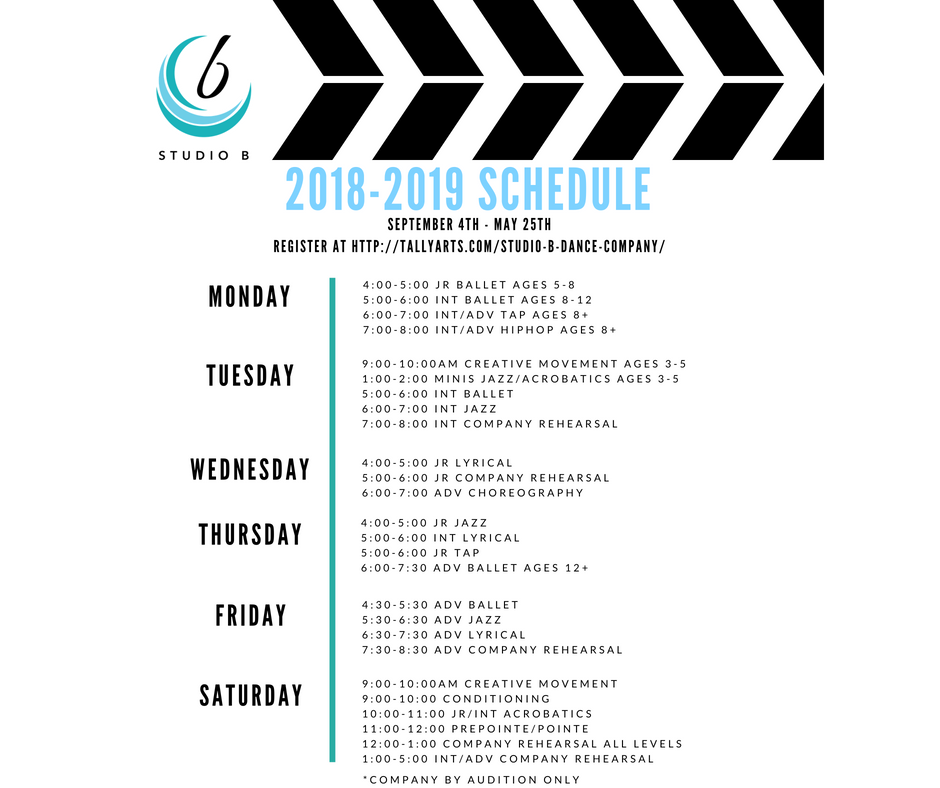 b
STUDIO B
2018-2019 SCHEDULE
SEPTEMBER 4TH - MAY 25TH
REGISTER AT HTTP://TALLYARTS.COM/STUDIO-B-DANCE-COMPANY/
MONDAY
4:00-5:00 JR BALLET AGES 5-8
5:00-6:00 INT BALLET AGES 8-12
6:00-7:00 INT/ADV TAP AGES 8+
7:00-8:00 INT/ADV HIPHOP AGES 8+
TUESDAY
9:00-10:00AM CREATIVE MOVEMENT AGES 3-5
1:00-2:00 MINIS JAZZ/ACROBATICS AGES 3-5
5:00-6:00 INT BALLET
6:00-7:00 INT JAZZ
7:00-8:00 INT COMPANY REHEARSAL
WEDNESDAY
4:00-5:00 JR LYRICAL
5:00-6:00 JR COMPANY REHEARSAL
6:00-7:00 ADV CHOREOGRAPHY
THURSDAY
4:00-5:00 JR JAZZ
5:00-6:00 INT LYRICAL
5:00-6:00 JR TAP
6:00-7:30 ADV BALLET AGES 12+
FRIDAY
4:30-5:30 ADV BALLET
5:30-6:30 ADV JAZZ
6:30-7:30 ADV LYRICAL
7:30-8:30 ADV COMPANY REHEARSAL
SATURDAY
9:00-10:00AM CREATIVE MOVEMENT
9:00-10:00 CONDITIONING
10:00-11:00 JR/INT ACROBATICS
11:00-12:00 PREPOINTE/POINTE
12:00-1:00 COMPANY REHEARSAL ALL LEVELS
1:00-5:00 INT/ADV COMPANY REHEARSAL
*COMPANY BY AUDITION ONLY